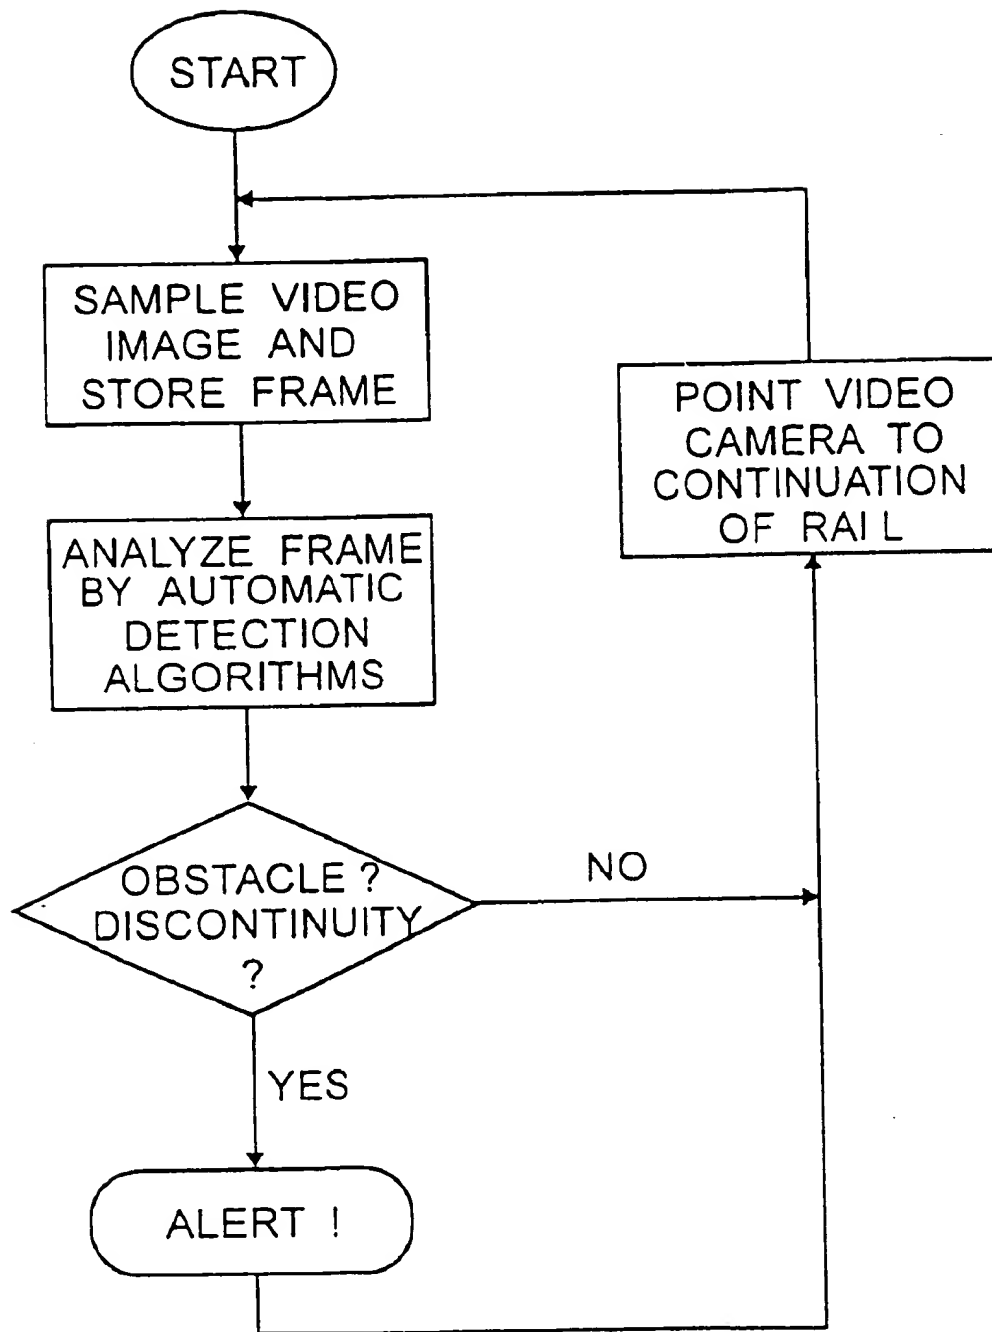 START
SAMPLE VIDEO
IMAGE AND
STORE FRAME
ANALYZE FRAME
BY AUTOMATIC
DETECTION
ALGORITHMS
OBSTACLE ?
DISCONTINUITY
?
NO
YES
ALERT !
POINT VIDEO
CAMERA TO
CONTINUATION
OF RAIL